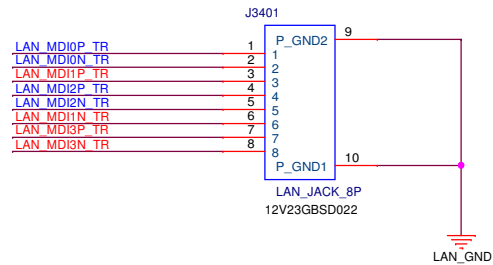 J3401
LAN_MDI0P_TR 1 1
LAN_MDI0N_TR 2 2
LAN_MDI1P_TR 3 3
LAN_MDI2P_TR 4 4
LAN_MDI2N_TR 5 5
LAN_MDI1N_TR 6 6
LAN_MDI3P_TR 7 7
LAN_MDI3N_TR 8 8
P_GND2 9
P_GND1 10
LAN_JACK_8P
12V23GBSD022
LAN_GND